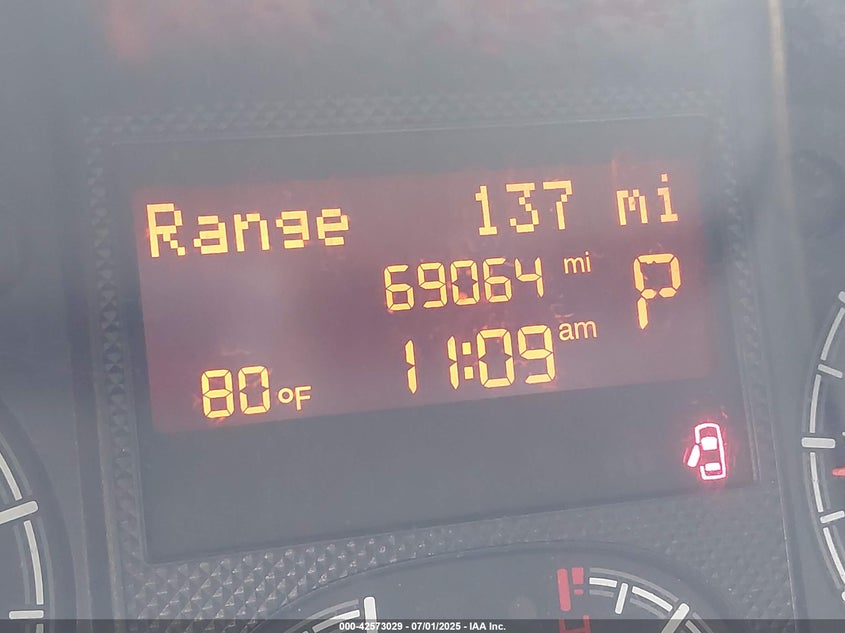 Range 137 mi
69064 mi P
80°F 11:09 am
000-42573029 - 07/01/2025 - IAA Inc.